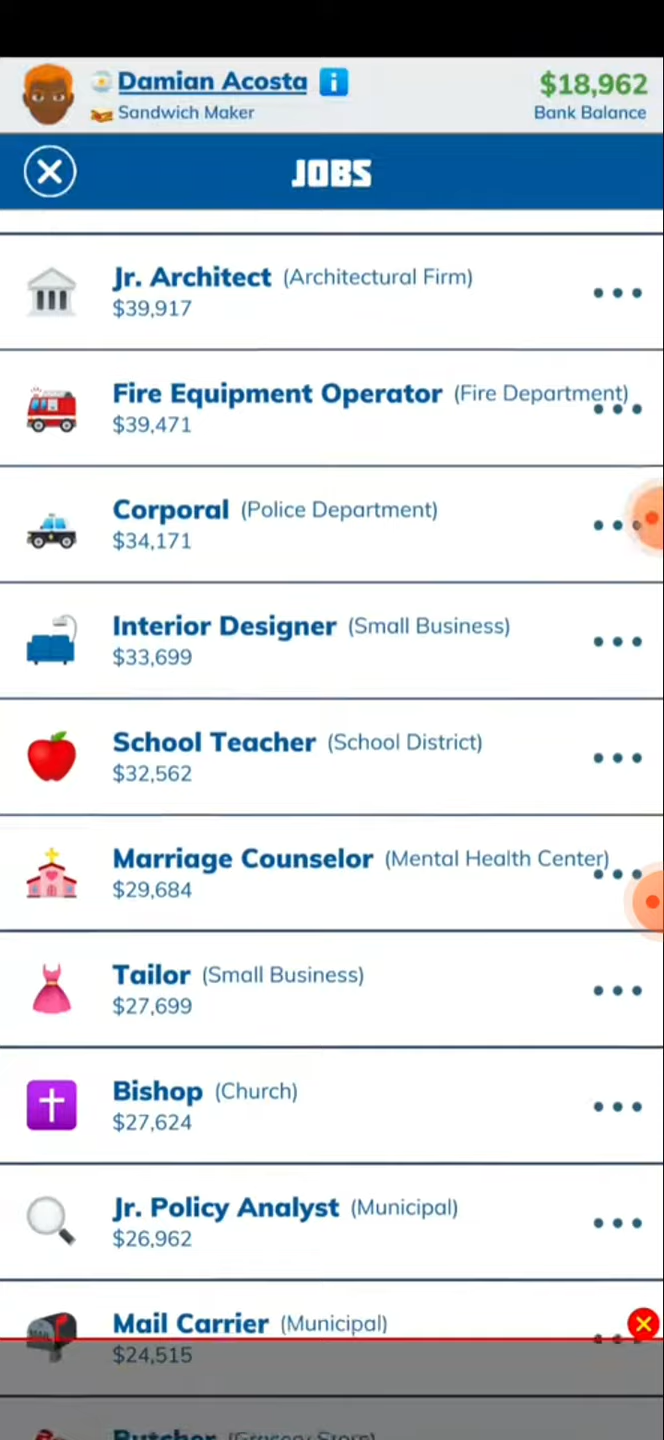 Damian Acosta
$18,962
Sandwich Maker
Bank Balance
JOBS
Jr. Architect (Architectural Firm)
$39,917
Fire Equipment Operator (Fire Department)
$39,471
Corporal (Police Department)
$34,171
Interior Designer (Small Business)
$33,699
School Teacher (School District)
$32,562
Marriage Counselor (Mental Health Center)
$29,684
Tailor (Small Business)
$27,699
Bishop (Church)
$27,624
Jr. Policy Analyst (Municipal)
$26,962
Mail Carrier (Municipal)
$24,515
Butcher (Grocery Store)